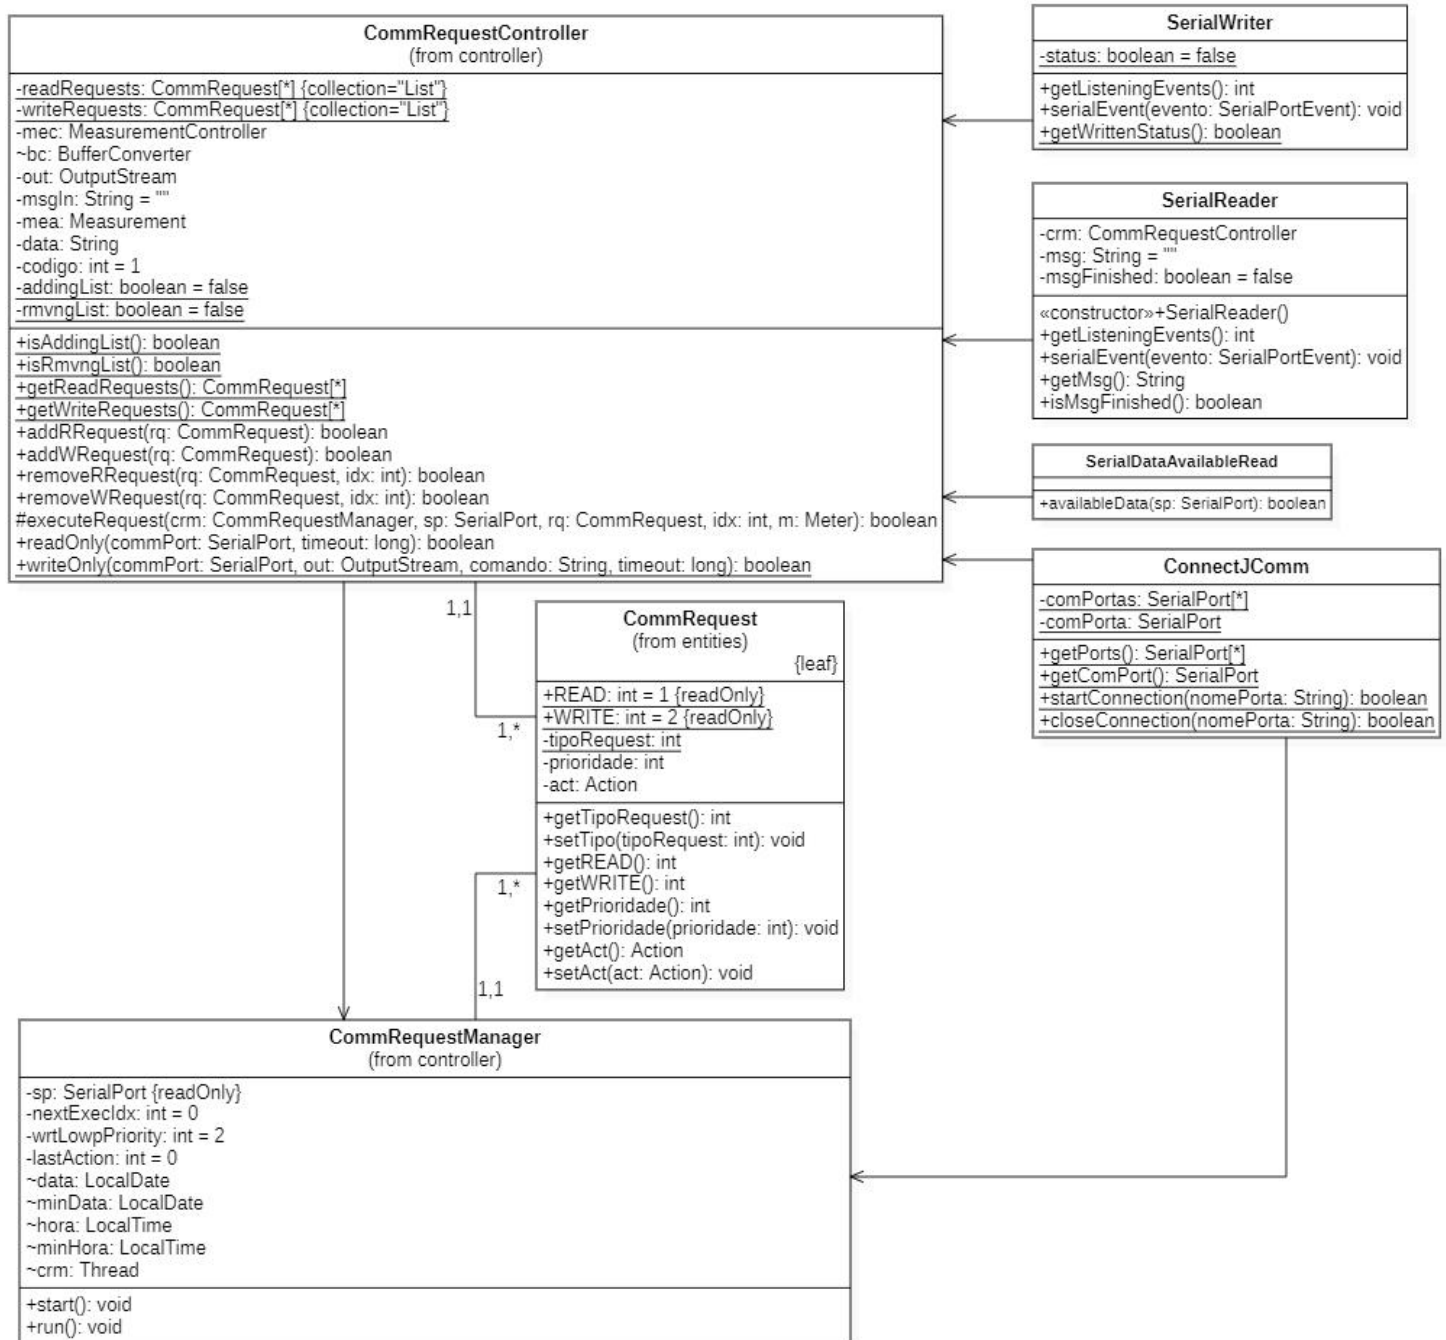 CommRequestController
(from controller)
-readRequests: CommRequest[*] {collection="List"}
-writeRequests: CommRequest[*] {collection="List"}
-mec: MeasurementController
~bc: BufferConverter
-out: OutputStream
-msgIn: String = ""
-mea: Measurement
-data: String
-codigo: int = 1
-addingList: boolean = false
-rmvngList: boolean = false
+isAddingList(): boolean
+isRmvngList(): boolean
+getReadRequests(): CommRequest[*]
+getWriteRequests(): CommRequest[*]
+addRRequest(rq: CommRequest): boolean
+addWRequest(rq: CommRequest): boolean
+removeRRequest(rq: CommRequest, idx: int): boolean
+removeWRequest(rq: CommRequest, idx: int): boolean
#executeRequest(crm: CommRequestManager, sp: SerialPort, rq: CommRequest, idx: int, m: Meter): boolean
+readOnly(commPort: SerialPort, timeout: long): boolean
+writeOnly(commPort: SerialPort, out: OutputStream, comando: String, timeout: long): boolean
SerialWriter
-status: boolean = false
+getListeningEvents(): int
+serialEvent(evento: SerialPortEvent): void
+getWrittenStatus(): boolean
SerialReader
-crm: CommRequestController
-msg: String = ""
-msgFinished: boolean = false
«constructor»+SerialReader()
+getListeningEvents(): int
+serialEvent(evento: SerialPortEvent): void
+getMsg(): String
+isMsgFinished(): boolean
SerialDataAvailableRead
+availableData(sp: SerialPort): boolean
ConnectJComm
-comPortas: SerialPort[*]
-comPorta: SerialPort
+getPorts(): SerialPort[*]
+getComPort(): SerialPort
+startConnection(nomePorta: String): boolean
+closeConnection(nomePorta: String): boolean
1,1
1,*
CommRequest
(from entities)
{leaf}
+READ: int = 1 {readOnly}
+WRITE: int = 2 {readOnly}
-tipoRequest: int
-prioridade: int
-act: Action
+getTipoRequest(): int
+setTipo(tipoRequest: int): void
+getREAD(): int
+getWRITE(): int
+getPrioridade(): int
+setPrioridade(prioridade: int): void
+getAct(): Action
+setAct(act: Action): void
1,*
1,1
CommRequestManager
(from controller)
-sp: SerialPort {readOnly}
-nextExecIdx: int = 0
-wrtLowpPriority: int = 2
-lastAction: int = 0
~data: LocalDate
~minData: LocalDate
~hora: LocalTime
~minHora: LocalTime
~crm: Thread
+start(): void
+run(): void